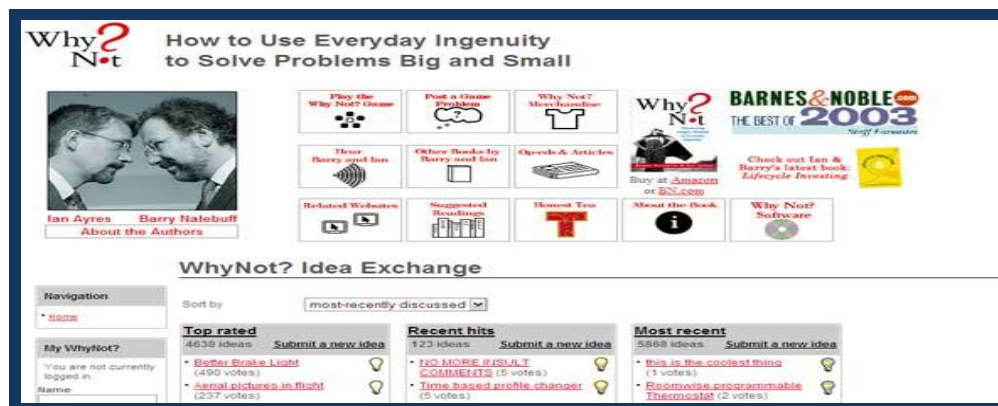 Why?
Not
How to Use Everyday Ingenuity
to Solve Problems Big and Small
Play the
Why Not? Game
Post a Game
Problem
Why Not?
Merchandise
Why?
Not
BARNES&NOBLE.com
THE BEST OF 2003
Hear
Barry and Ian
Other Books by
Barry and Ian
Op-eds & Articles
Buy at Amazon
or BN.com
Check out Ian &
Barry's latest book:
Lifecycle Investing
Ian Ayres Barry Nalebuff
About the Authors
Related Websites
Suggested
Readings
Honest Tea
About the Book
Why Not?
Software
WhyNot? Idea Exchange
Navigation
Home
Sort by most-recently discussed
My WhyNot?
You are not currently
logged in.
Name
Top rated
4638 ideas Submit a new idea
Better Brake Light
(490 votes)
Aerial pictures in flight
(237 votes)
Recent hits
123 ideas Submit a new idea
NO MORE INSULT
COMMENTS (5 votes)
Time based profile changer
(5 votes)
Most recent
5868 ideas Submit a new idea
this is the coolest thing
(1 votes)
Roomwise programmable
Thermostat (2 votes)